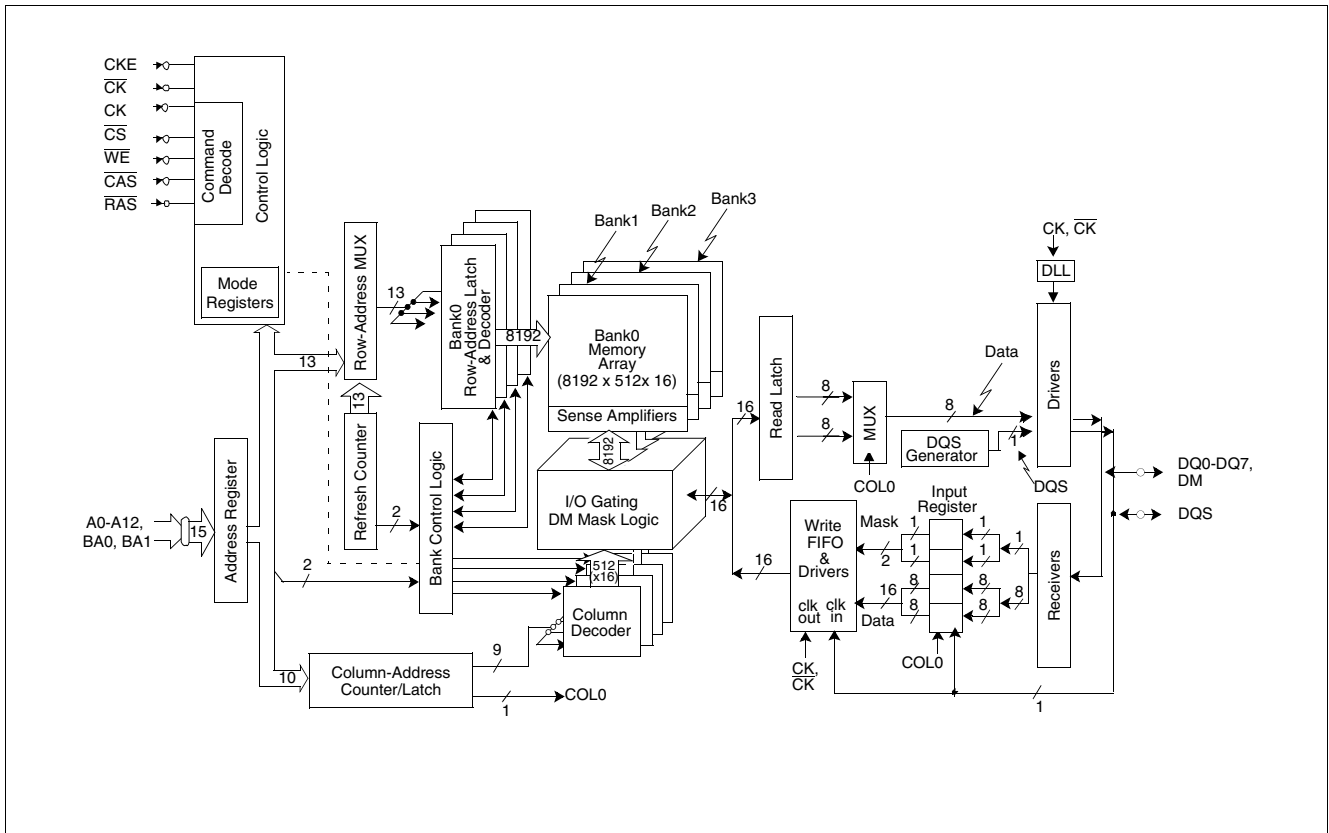 CKE
CK
CK
CS
WE
CAS
RAS
Command
Decode
Control Logic
Mode
Registers
Row-Address MUX
13
13
13
Refresh Counter
Bank0
Row-Address Latch
& Decoder
8192
Bank1
Bank2
Bank3
Bank0
Memory
Array
(8192 x 512x 16)
Sense Amplifiers
8192
I/O Gating
DM Mask Logic
16
512
(x16)
Column
Decoder
Bank Control Logic
2
2
A0-A12,
BA0, BA1
15
Address Register
10
Column-Address
Counter/Latch
9
1
COL0
16
Read Latch
8
8
MUX
COL0
Data
8
DQS
Generator
1
DQS
CK, CK
DLL
Drivers
DQ0-DQ7,
DM
DQS
Input
Register
Write
FIFO
&
Drivers
clk
out
clk
in
16
Mask
2
1
1
1
1
1
16
Data
8
8
8
8
8
Receivers
COL0
CK,
CK
1